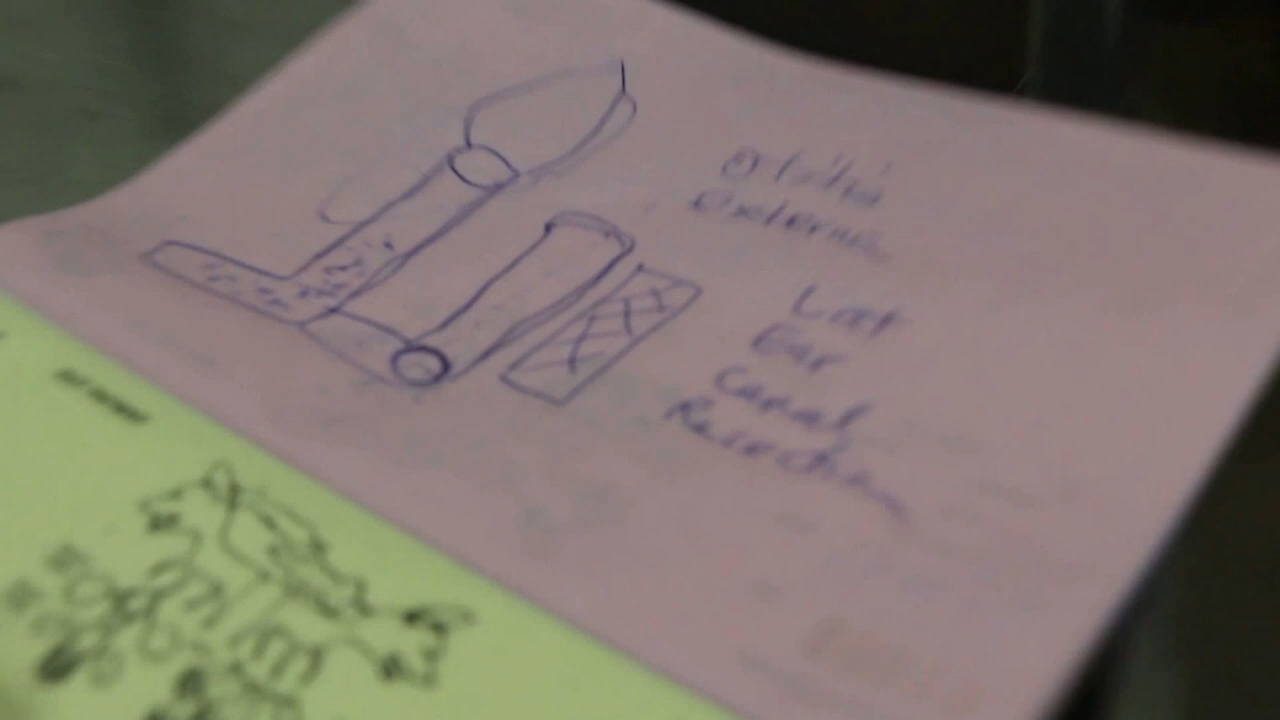 Otitis
externa
Lat
Ear
Canal
Resection